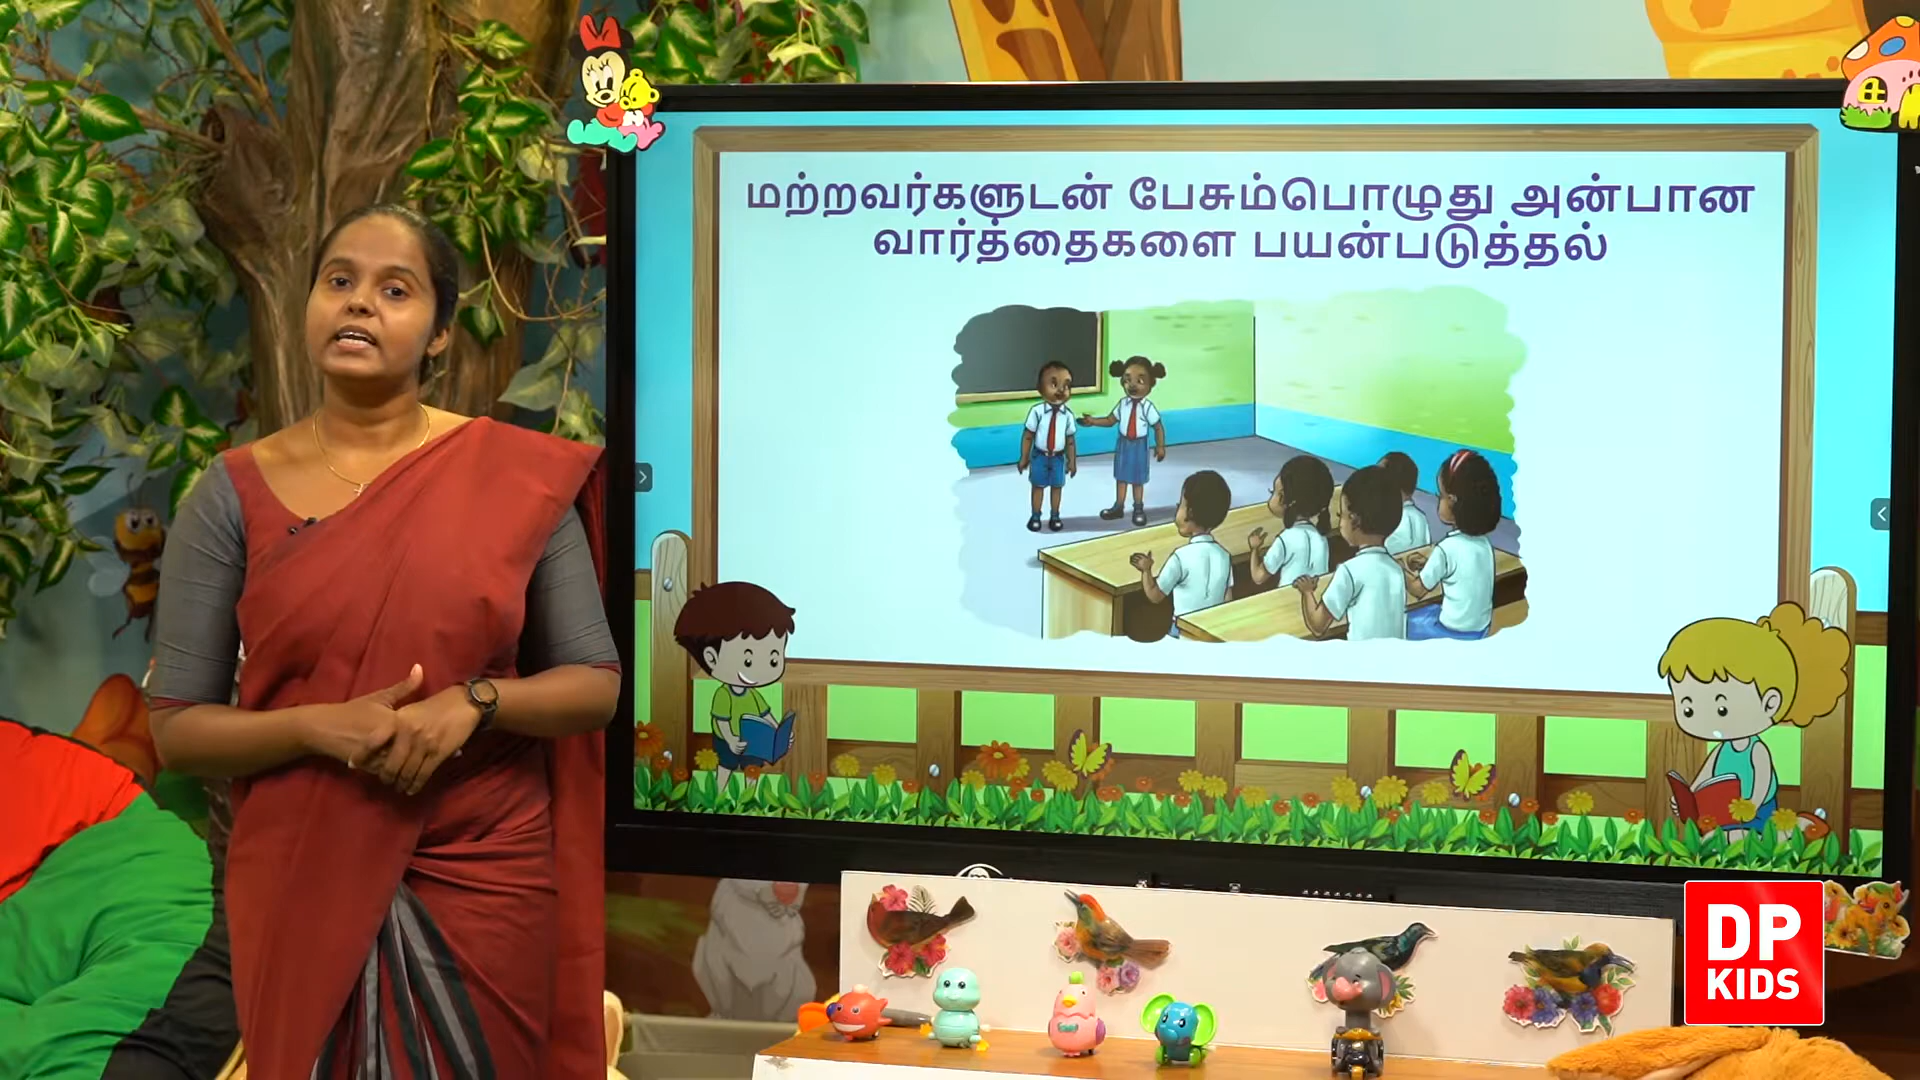 மற்றவர்களுடன் பேசும்பொழுது அன்பான
வார்த்தைகளை பயன்படுத்தல்
DP
KIDS